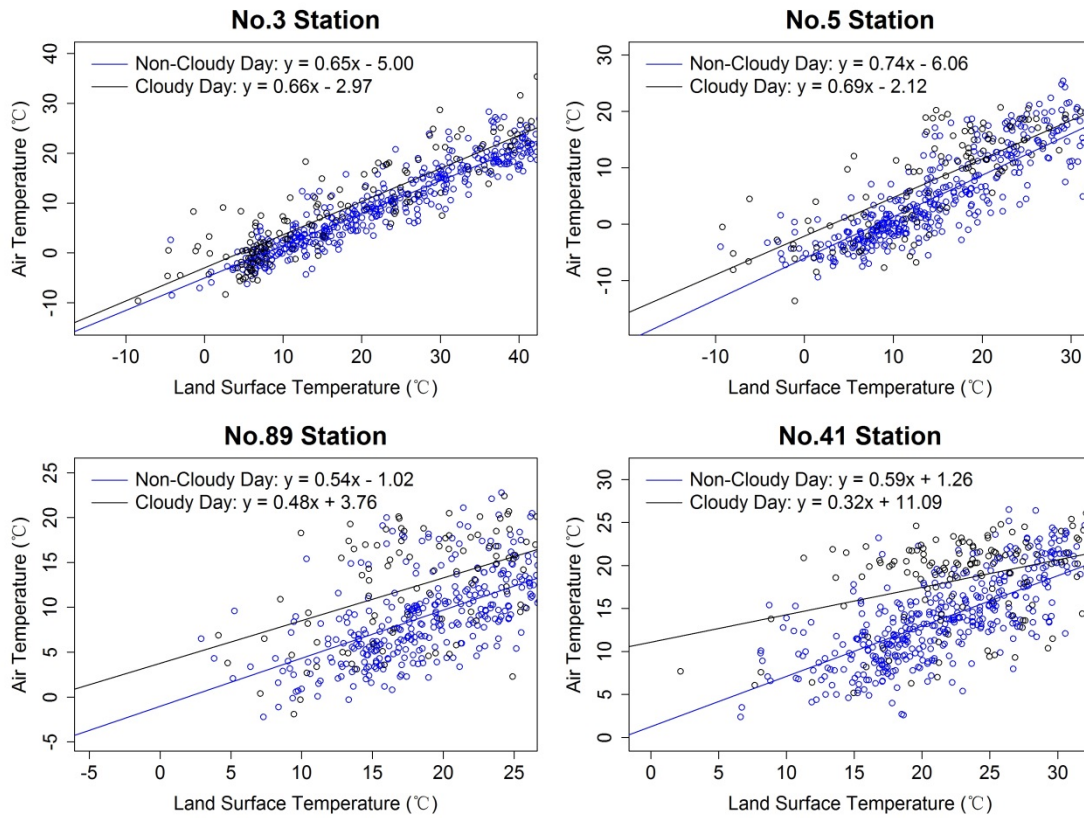 No.3 Station
Non-Cloudy Day: y = 0.65x - 5.00
Cloudy Day: y = 0.66x - 2.97
Air Temperature (℃)
40
30
20
10
0
-10
-10 0 10 20 30 40
Land Surface Temperature (℃)
No.5 Station
Non-Cloudy Day: y = 0.74x - 6.06
Cloudy Day: y = 0.69x - 2.12
Air Temperature (℃)
30
20
10
0
-10
-10 0 10 20 30
Land Surface Temperature (℃)
No.89 Station
Non-Cloudy Day: y = 0.54x - 1.02
Cloudy Day: y = 0.48x + 3.76
Air Temperature (℃)
25
20
15
10
5
0
-5
-5 0 5 10 15 20 25
Land Surface Temperature (℃)
No.41 Station
Non-Cloudy Day: y = 0.59x + 1.26
Cloudy Day: y = 0.32x + 11.09
Air Temperature (℃)
30
25
20
15
10
5
0
0 5 10 15 20 25 30
Land Surface Temperature (℃)